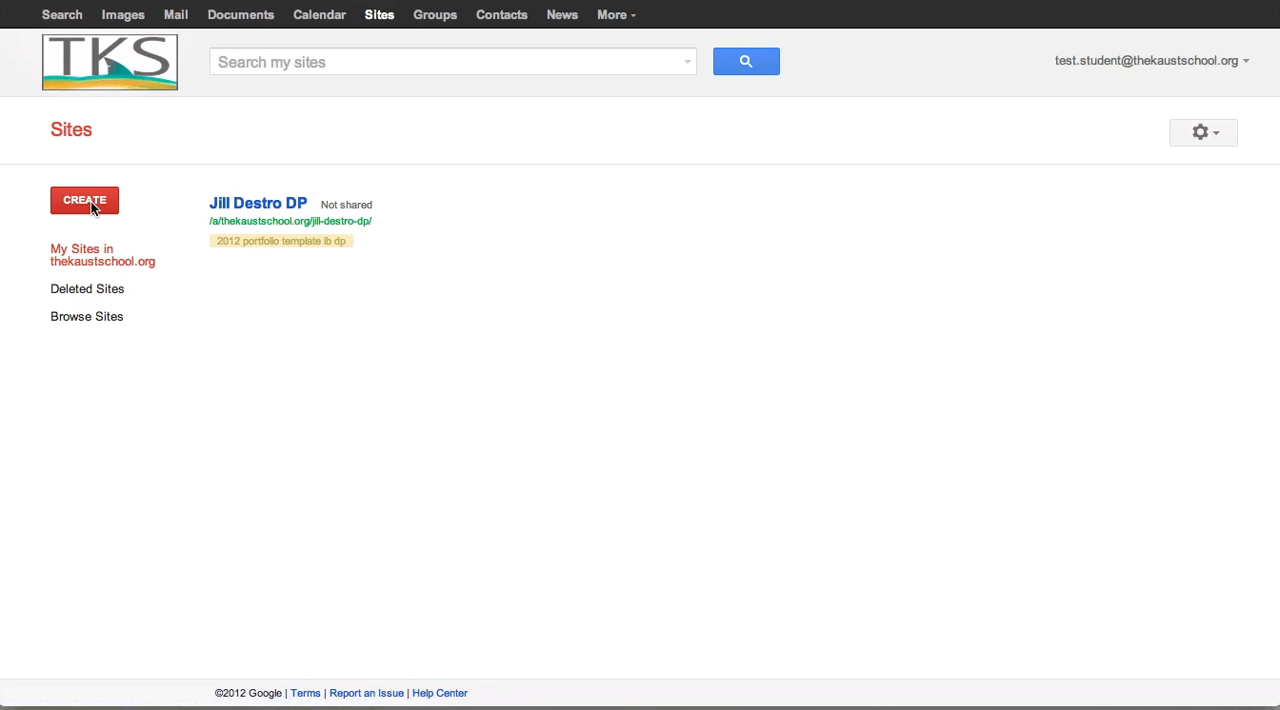 Search Images Mail Documents Calendar Sites Groups Contacts News More
TKS
Search my sites
test.student@thekaustschool.org
Sites
CREATE
My Sites in
thekaustschool.org
Deleted Sites
Browse Sites
Jill Destro DP Not shared
/a/thekaustschool.org/jill-destro-dp/
2012 portfolio template ib dp
©2012 Google | Terms | Report an Issue | Help Center